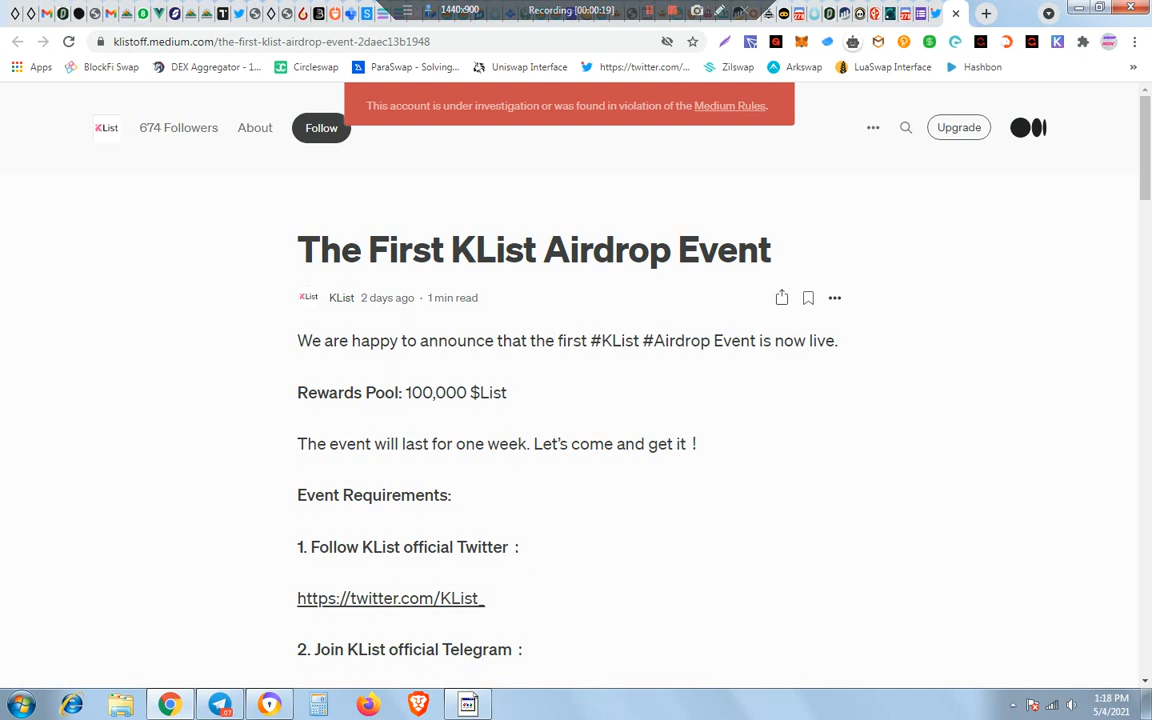 1440x900
Recording [00:00:19]
klistoff.medium.com/the-first-klist-airdrop-event-2daec13b1948
Apps
BlockFi Swap
DEX Aggregator - 1...
Circleswap
ParaSwap - Solving...
Uniswap Interface
https://twitter.com/...
Zilswap
Arkswap
LuaSwap Interface
Hashbon
»
This account is under investigation or was found in violation of the Medium Rules.
KList
674 Followers
About
Follow
Upgrade
The First KList Airdrop Event
KList
KList 2 days ago · 1 min read
We are happy to announce that the first #KList #Airdrop Event is now live.
Rewards Pool: 100,000 $List
The event will last for one week. Let’s come and get it！
Event Requirements:
1. Follow KList official Twitter：
https://twitter.com/KList_
2. Join KList official Telegram：
1:18 PM
5/4/2021